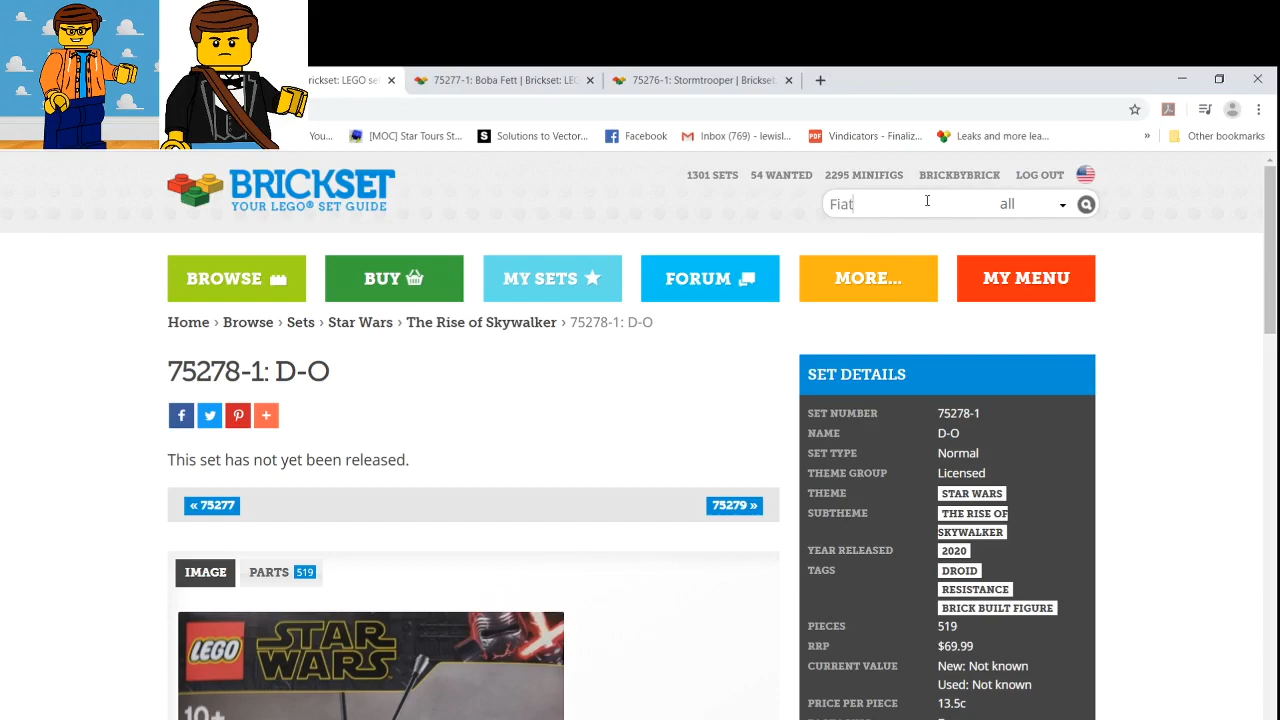 rickset: LEGO se
75277-1: Boba Fett | Brickset: LEG
75276-1: Stormtrooper | Brickset:
You...
[MOC] Star Tours St...
Solutions to Vector...
Facebook
Inbox (769) - lewisl...
Vindicators - Finaliz...
Leaks and more lea...
»
Other bookmarks
BRICKSET
YOUR LEGO® SET GUIDE
1301 SETS 54 WANTED 2295 MINIFIGS BRICKBYBRICK LOG OUT
Fiat all
BROWSE BUY MY SETS FORUM MORE... MY MENU
Home › Browse › Sets › Star Wars › The Rise of Skywalker › 75278-1: D-O
75278-1: D-O
This set has not yet been released.
« 75277 75279 »
IMAGE PARTS 519
LEGO STAR WARS
10+
SET DETAILS
SET NUMBER 75278-1
NAME D-O
SET TYPE Normal
THEME GROUP Licensed
THEME STAR WARS
SUBTHEME THE RISE OF
SKYWALKER
YEAR RELEASED 2020
TAGS DROID
RESISTANCE
BRICK BUILT FIGURE
PIECES 519
RRP $69.99
CURRENT VALUE New: Not known
Used: Not known
PRICE PER PIECE 13.5c